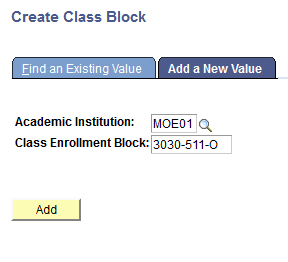 Create Class Block
Find an Existing Value Add a New Value
Academic Institution: MOE01
Class Enrollment Block: 3030-511-O
Add